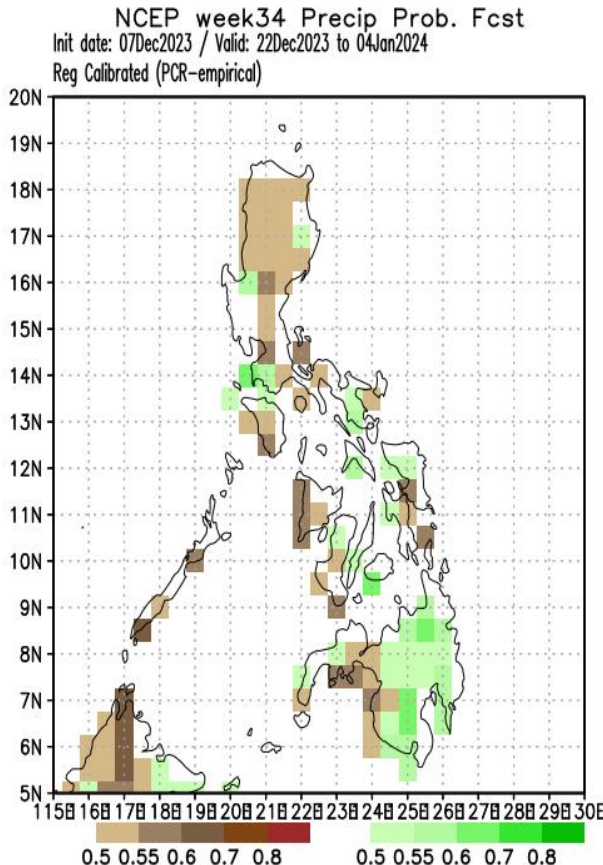 NCEP week34 Precip Prob. Fcst
Init date: 07Dec2023 / Valid: 22Dec2023 to 04Jan2024
Reg Calibrated (PCR-empirical)
20N
19N
18N
17N
16N
15N
14N
13N
12N
11N
10N
9N
8N
7N
6N
5N
115E 116E 117E 118E 119E 120E 121E 122E 123E 124E 125E 126E 127E 128E 129E 130E
0.5 0.55 0.6 0.7 0.8 0.5 0.55 0.6 0.7 0.8